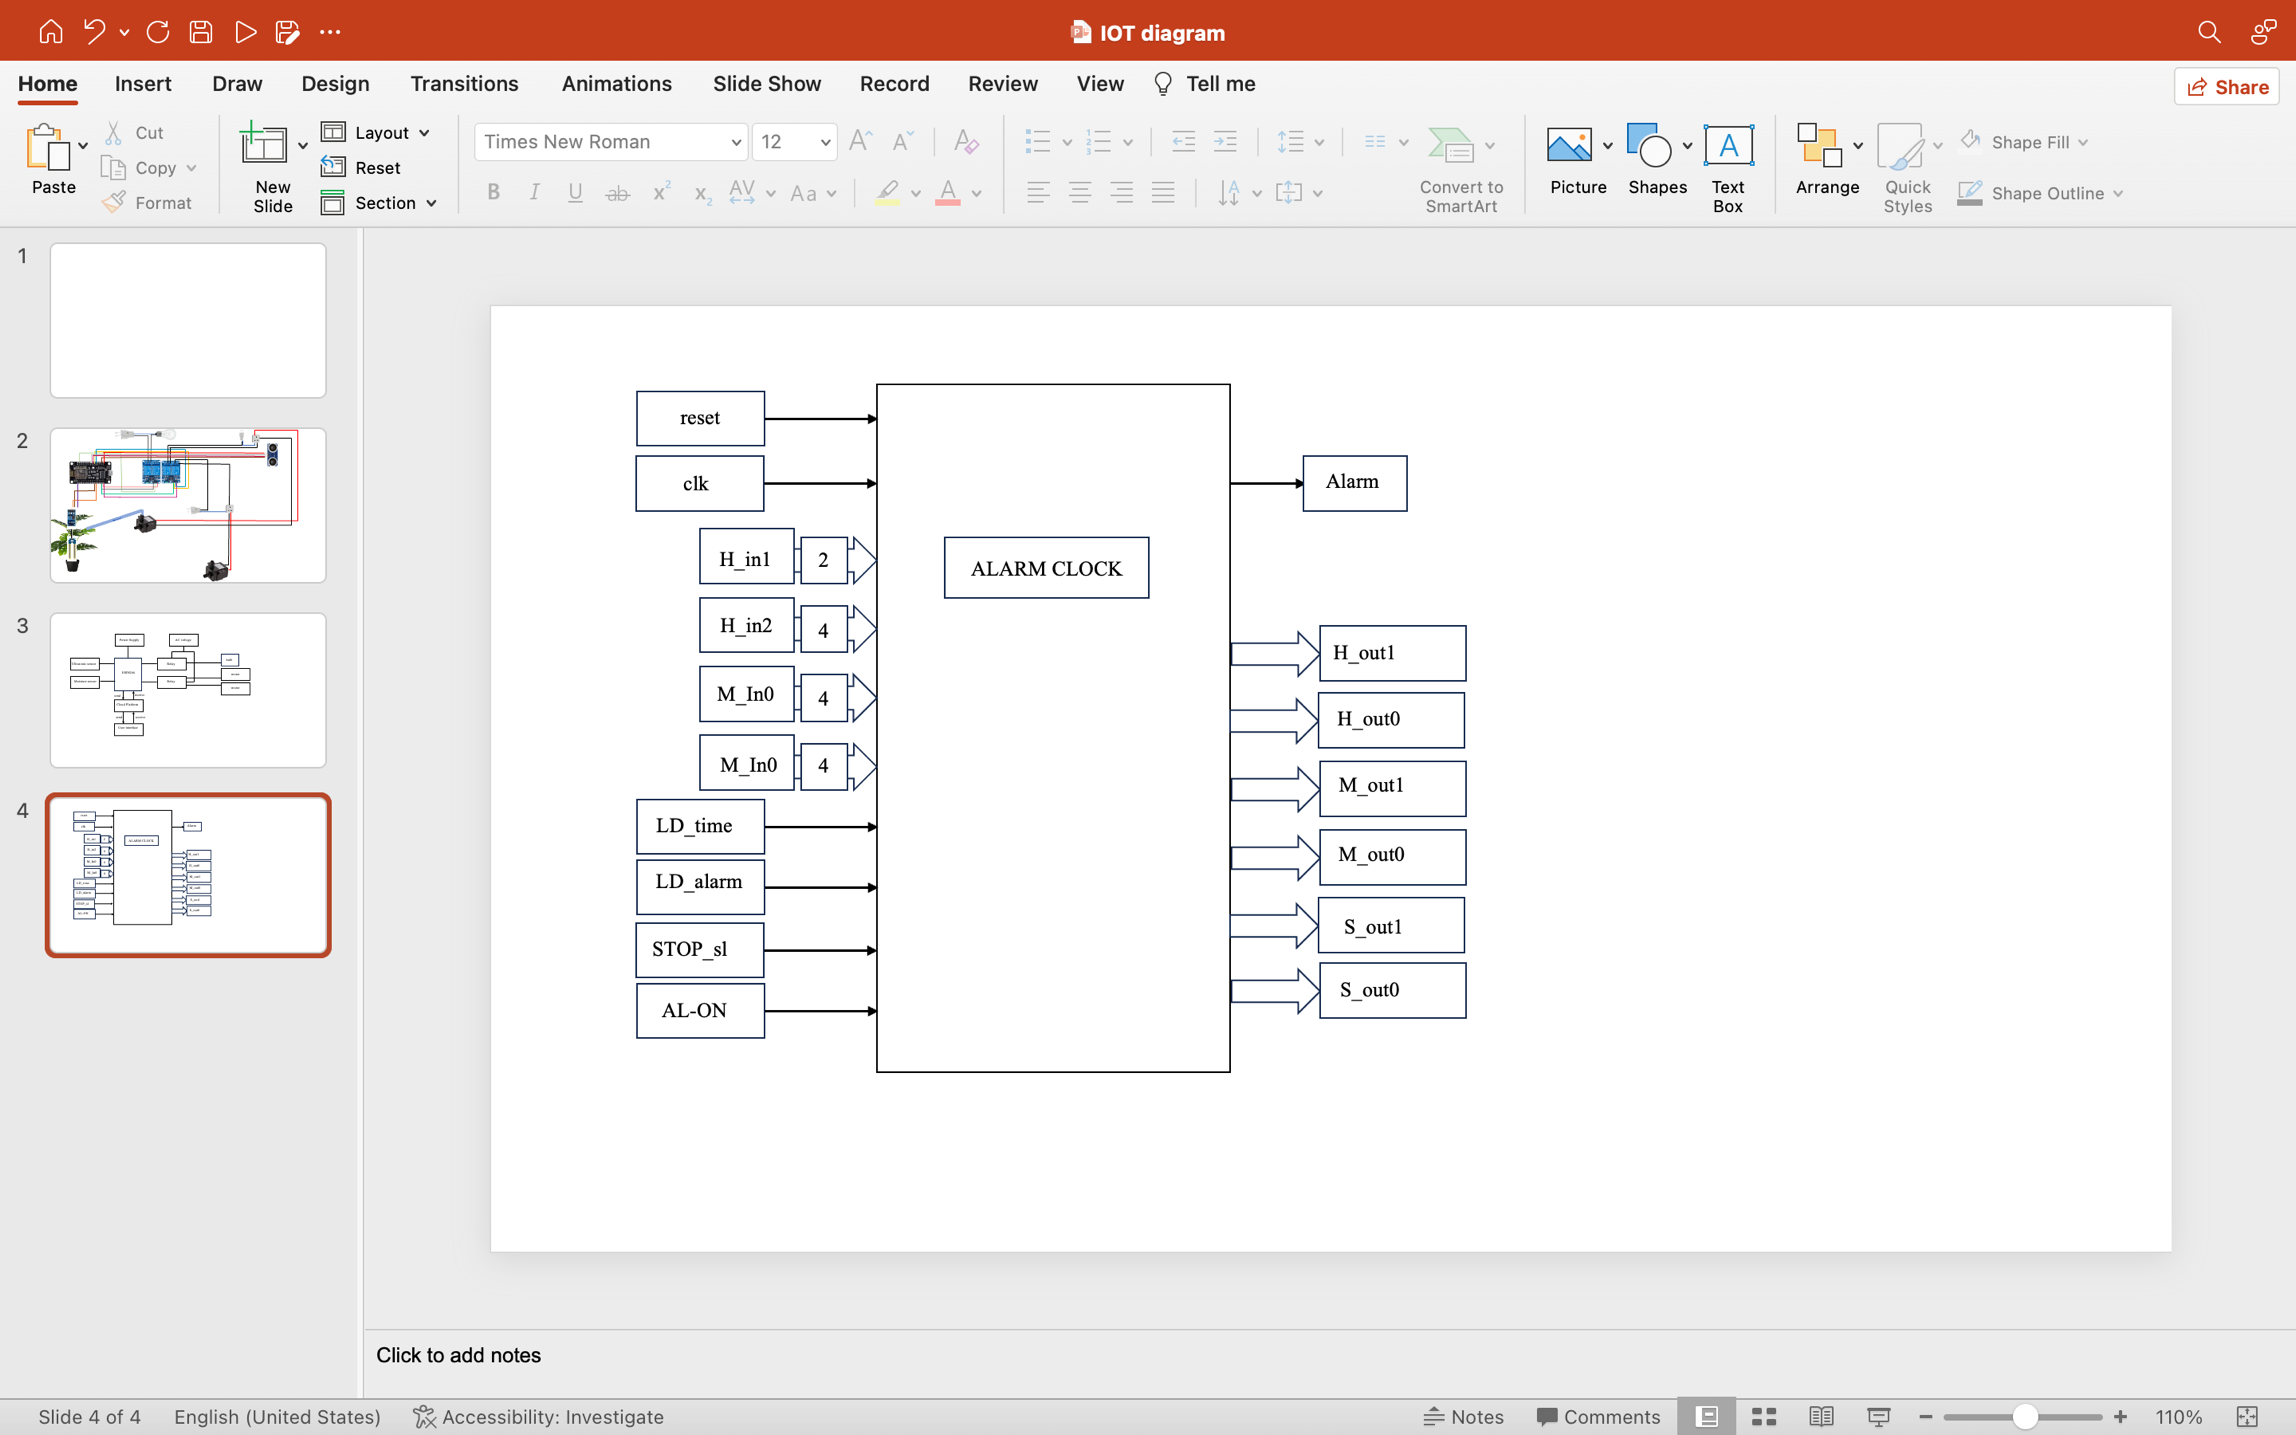 IOT diagram
Home Insert Draw Design Transitions Animations Slide Show Record Review View Tell me Share
Paste
Cut
Copy
Format
New Slide
Layout
Reset
Section
Times New Roman 12
Convert to SmartArt
Picture
Shapes
Text Box
Arrange
Quick Styles
Shape Fill
Shape Outline
1
2
3
4
reset
clk
H_in1 2
H_in2 4
M_In0 4
M_In0 4
LD_time
LD_alarm
STOP_sl
AL-ON
ALARM CLOCK
Alarm
H_out1
H_out0
M_out1
M_out0
S_out1
S_out0
Click to add notes
Slide 4 of 4 English (United States) Accessibility: Investigate Notes Comments 110%